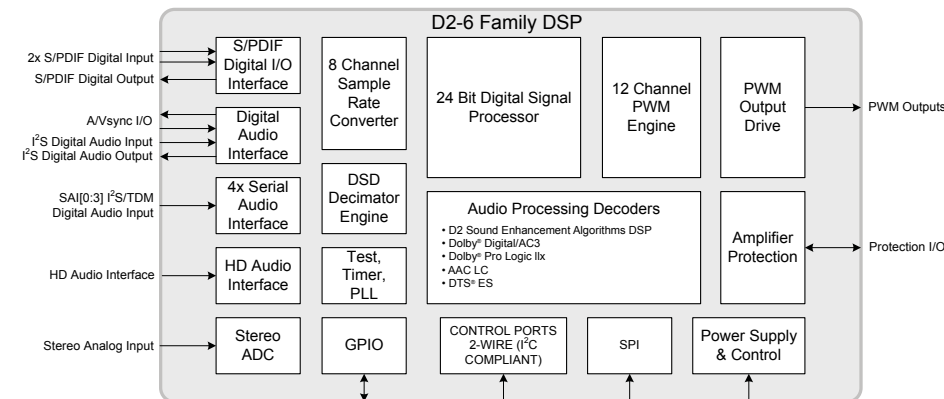 D2-6 Family DSP
2x S/PDIF Digital Input
S/PDIF Digital Output
S/PDIF
Digital I/O
Interface
8 Channel
Sample
Rate
Converter
24 Bit Digital Signal
Processor
12 Channel
PWM
Engine
PWM
Output
Drive
PWM Outputs
A/Vsync I/O
I²S Digital Audio Input
I²S Digital Audio Output
Digital
Audio
Interface
SAI[0:3] I²S/TDM
Digital Audio Input
4x Serial
Audio
Interface
DSD
Decimator
Engine
Audio Processing Decoders
• D2 Sound Enhancement Algorithms DSP
• Dolby® Digital/AC3
• Dolby® Pro Logic IIx
• AAC LC
• DTS® ES
Amplifier
Protection
Protection I/O
HD Audio Interface
HD Audio
Interface
Test,
Timer,
PLL
Stereo Analog Input
Stereo
ADC
GPIO
CONTROL PORTS
2-WIRE (I²C
COMPLIANT)
SPI
Power Supply
& Control